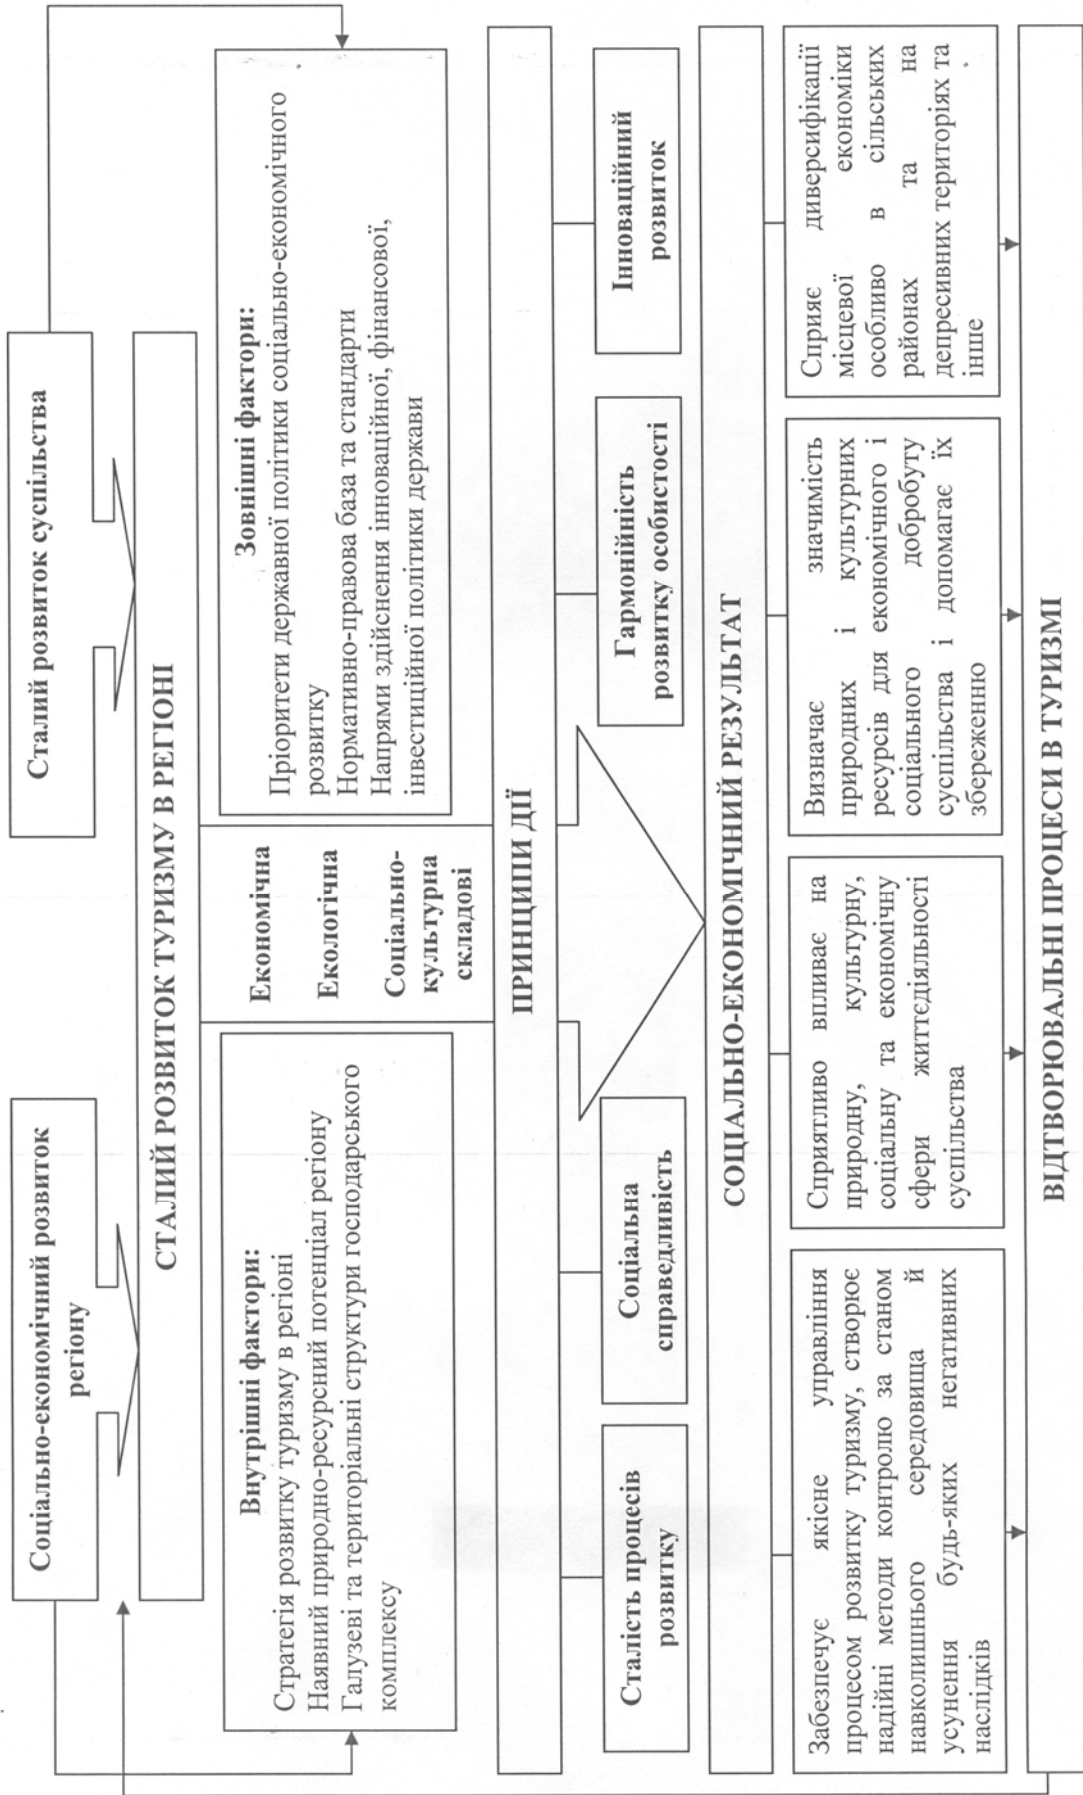 Соціально-економічний розвиток
регіону
Сталий розвиток суспільства
СТАЛИЙ РОЗВИТОК ТУРИЗМУ В РЕГІОНІ
Внутрішні фактори:
Стратегія розвитку туризму в регіоні
Наявний природно-ресурсний потенціал регіону
Галузеві та територіальні структури господарського
комплексу
Економічна
Екологічна
Соціально-
культурна
складові
Зовнішні фактори:
Пріоритети державної політики соціально-економічного
розвитку
Нормативно-правова база та стандарти
Напрями здійснення інноваційної, фінансової,
інвестиційної політики держави
ПРИНЦИПИ ДІЇ
Сталість процесів
розвитку
Соціальна
справедливість
Гармонійність
розвитку особистості
Інноваційний
розвиток
СОЦІАЛЬНО-ЕКОНОМІЧНИЙ РЕЗУЛЬТАТ
Забезпечує якісне управління
процесом розвитку туризму, створює
надійні методи контролю за станом
навколишнього середовища й
усунення будь-яких негативних
наслідків
Сприятливо впливає на
природну, культурну,
соціальну та економічну
сфери життєдіяльності
суспільства
Визначає значимість
природних і культурних
ресурсів для економічного і
соціального добробуту
суспільства і допомагає їх
збереженню
Сприяє диверсифікації
місцевої економіки
особливо в сільських
районах та на
депресивних територіях та
інше
ВІДТВОРЮВАЛЬНІ ПРОЦЕСИ В ТУРИЗМІ